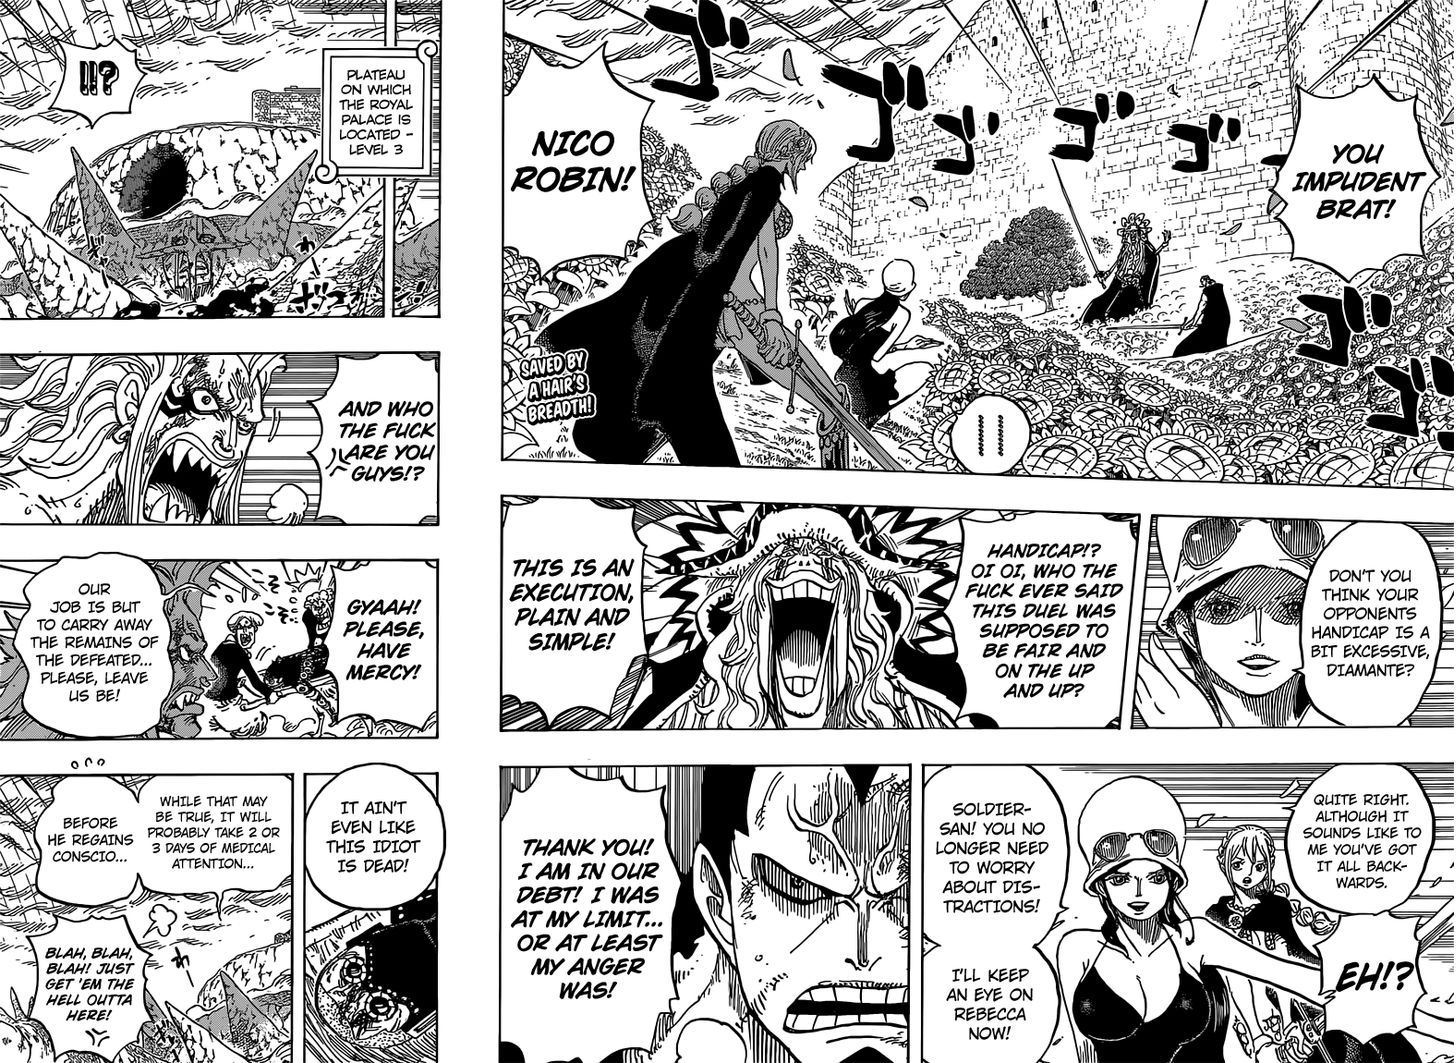 YOU
IMPUDENT
BRAT!
NICO
ROBIN!
ゴ
ゴ
ゴ
ゴ
ゴ
ゴ
ゴ
!!
SAVED BY
A HAIR'S
BREADTH!
DON'T YOU
THINK YOUR
OPPONENTS
HANDICAP IS A
BIT EXCESSIVE,
DIAMANTE?
HANDICAP!?
OI OI, WHO THE
FUCK EVER SAID
THIS DUEL WAS
SUPPOSED TO
BE FAIR AND
ON THE UP
AND UP?
THIS IS AN
EXECUTION,
PLAIN AND
SIMPLE!
QUITE RIGHT.
ALTHOUGH IT
SOUNDS LIKE TO
ME YOU'VE GOT
IT ALL BACK-
WARDS.
EH!?
SOLDIER-
SAN! YOU NO
LONGER NEED
TO WORRY
ABOUT DIS-
TRACTIONS!
I'LL KEEP
AN EYE ON
REBECCA
NOW!
THANK YOU!
I AM IN OUR
DEBT! I WAS
AT MY LIMIT...
OR AT LEAST
MY ANGER
WAS!
PLATEAU
ON WHICH
THE ROYAL
PALACE IS
LOCATED -
LEVEL 3
!!?
AND WHO
THE FUCK
ARE YOU
GUYS!?
GYAAH!
PLEASE,
HAVE
MERCY!
OUR
JOB IS BUT
TO CARRY AWAY
THE REMAINS OF
THE DEFEATED...
PLEASE, LEAVE
US BE!
IT AIN'T
EVEN LIKE
THIS IDIOT
IS DEAD!
WHILE THAT MAY
BE TRUE, IT WILL
PROBABLY TAKE 2 OR
3 DAYS OF MEDICAL
ATTENTION...
BEFORE
HE REGAINS
CONSCIO...
BLAH, BLAH,
BLAH! JUST
GET 'EM THE
HELL OUTTA
HERE!